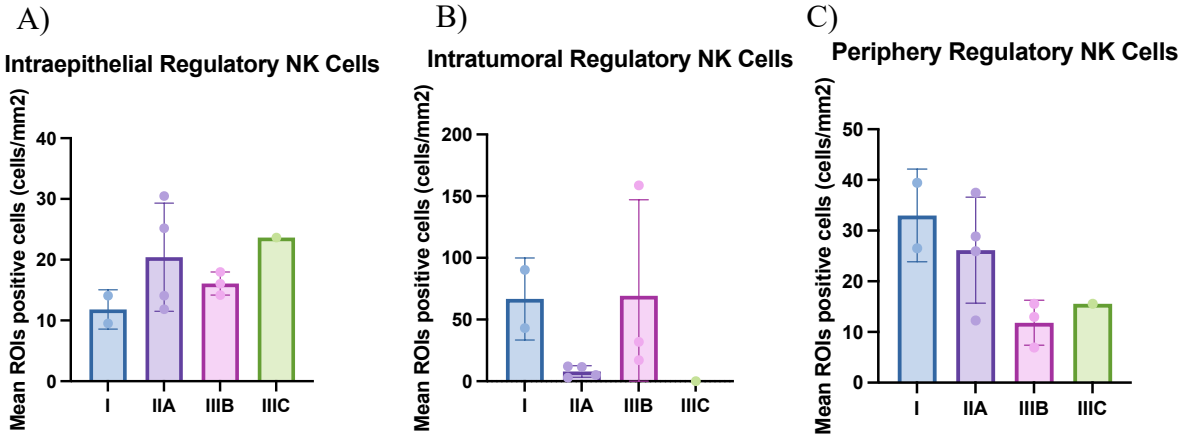 A)
Intraepithelial Regulatory NK Cells
Mean ROIs positive cells (cells/mm2)
40
30
20
10
0
I IIA IIIB IIIC
B)
Intratumoral Regulatory NK Cells
Mean ROIs positive cells (cells/mm2)
200
150
100
50
0
I IIA IIIB IIIC
C)
Periphery Regulatory NK Cells
Mean ROIs positive cells (cells/mm2)
50
40
30
20
10
0
I IIA IIIB IIIC